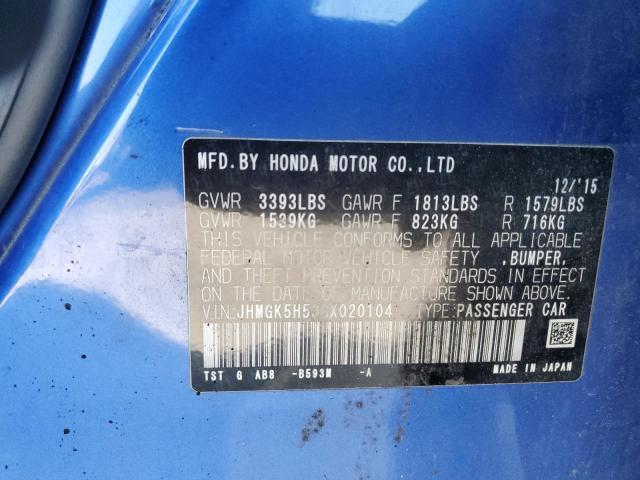 MFD.BY HONDA MOTOR CO.,LTD
12/'15
GVWR 3393LBS GAWR F 1813LBS R 1579LBS
GVWR 1539KG GAWR F 823KG R 716KG
THIS VEHICLE CONFORMS TO ALL APPLICABLE
FEDERAL MOTOR VEHICLE SAFETY ,BUMPER,
AND THEFT PREVENTION STANDARDS IN EFFECT
ON THE DATE OF MANUFACTURE SHOWN ABOVE.
V.I.N: TYPE:PASSENGER CAR
TST G AB8 -B593M -A MADE IN JAPAN